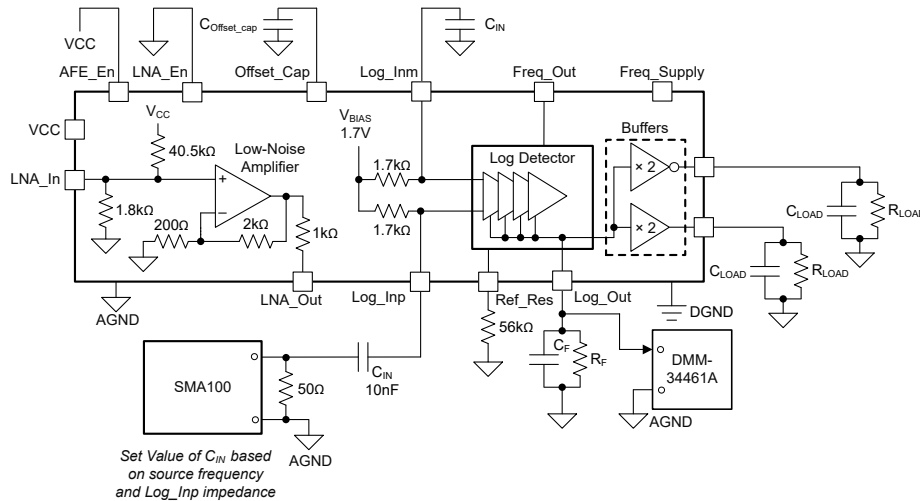 C_Offset_cap
C_IN
VCC
AFE_En
LNA_En
Offset_Cap
Log_Inm
Freq_Out
Freq_Supply
V_CC
V_BIAS
1.7V
Buffers
VCC
Low-Noise
Amplifier
Log Detector
40.5kΩ
1.7kΩ
× 2
LNA_In
+
1.8kΩ
−
200Ω
2kΩ
1kΩ
1.7kΩ
× 2
C_LOAD
R_LOAD
C_LOAD
R_LOAD
AGND
LNA_Out
Log_Inp
Ref_Res
Log_Out
DGND
56kΩ
C_F
R_F
DMM-
34461A
SMA100
50Ω
C_IN
10nF
AGND
AGND
Set Value of C_IN based
on source frequency
and Log_Inp impedance